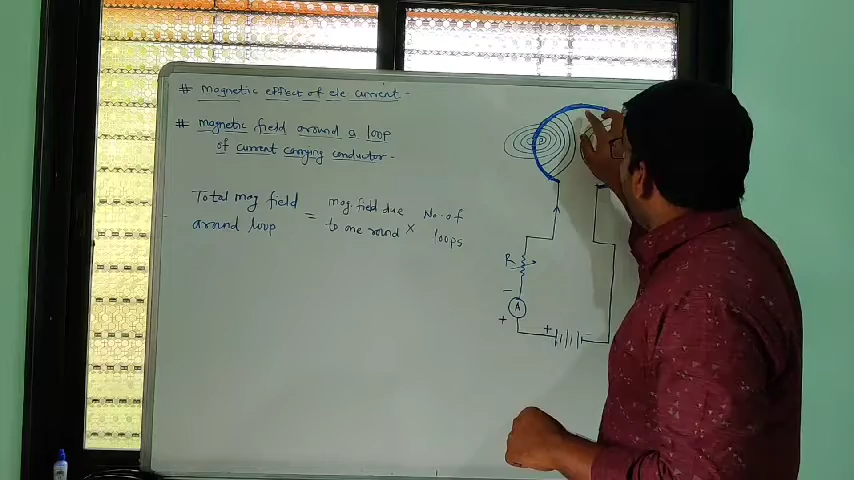 # magnetic effect of ele current -
# magnetic field around a loop
of current carrying conductor -
Total mag field = mag. field due × No. of
around loop to one round loops
R
-
A
+
+ -